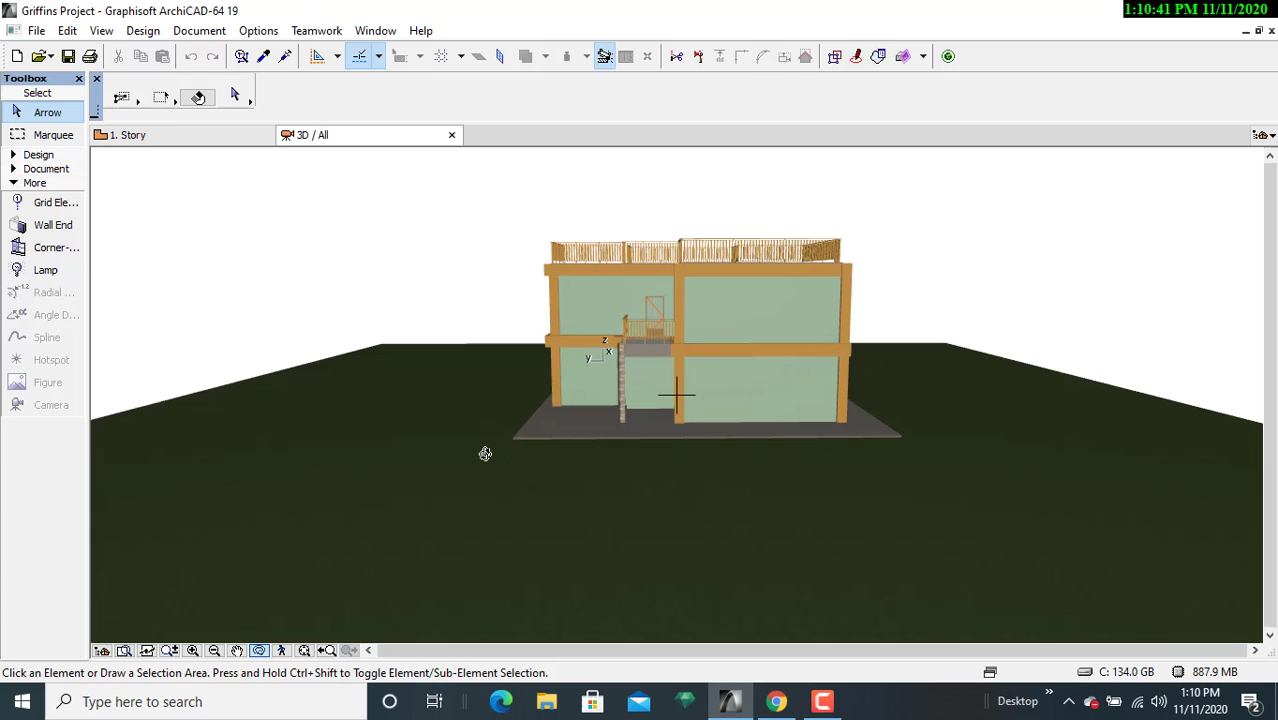 Griffins Project - Graphisoft ArchiCAD-64 19
1:10:41 PM 11/11/2020
File Edit View Design Document Options Teamwork Window Help
Toolbox
Select
Arrow
Marquee
Design
Document
More
Grid Ele...
Wall End
Corner-...
Lamp
Radial ...
Angle D...
Spline
Hotspot
Figure
Camera
1. Story
3D / All
z
x
y
Click an Element or Draw a Selection Area. Press and Hold Ctrl+Shift to Toggle Element/Sub-Element Selection.
C: 134.0 GB
887.9 MB
Type here to search
Desktop
1:10 PM
11/11/2020
2